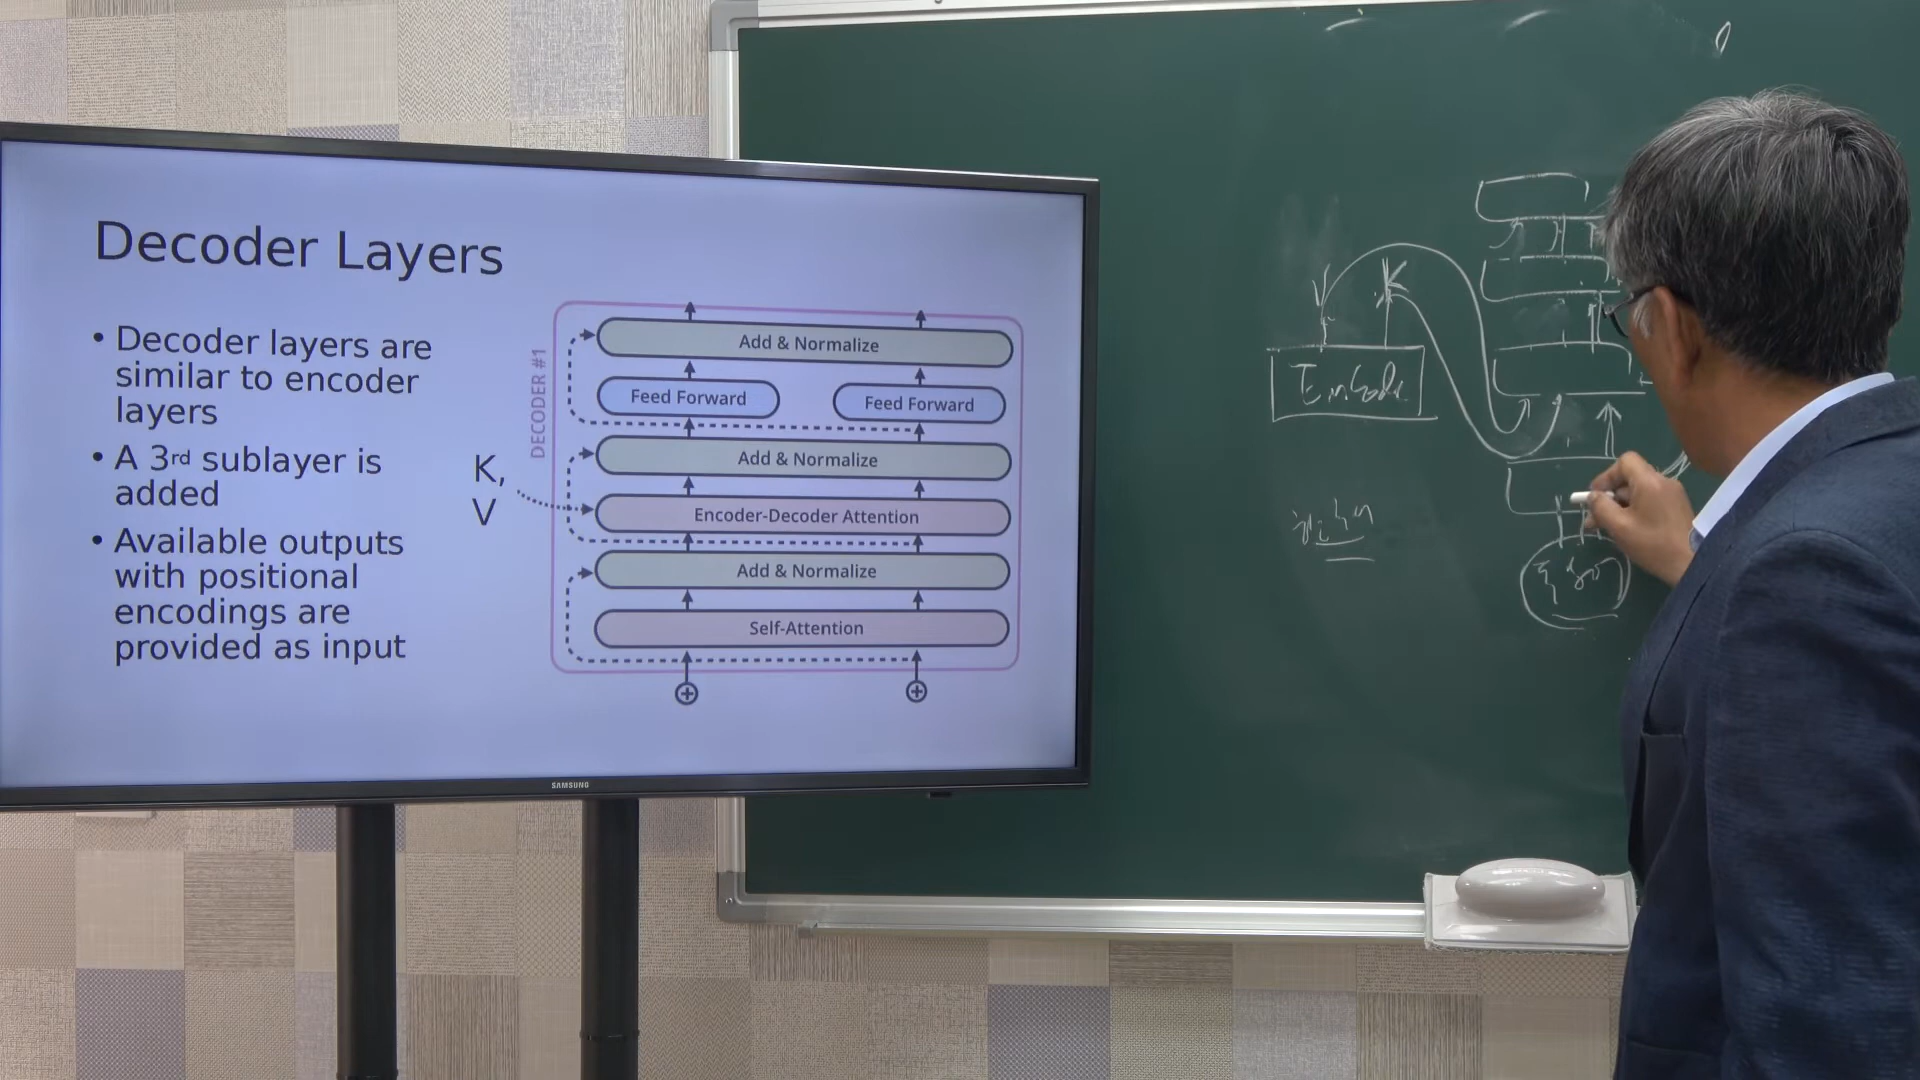 Decoder Layers
• Decoder layers are
similar to encoder
layers
• A 3rd sublayer is
added
• Available outputs
with positional
encodings are
provided as input
K,
V
DECODER #1
Add & Normalize
Feed Forward Feed Forward
Add & Normalize
Encoder-Decoder Attention
Add & Normalize
Self-Attention
SAMSUNG
V K